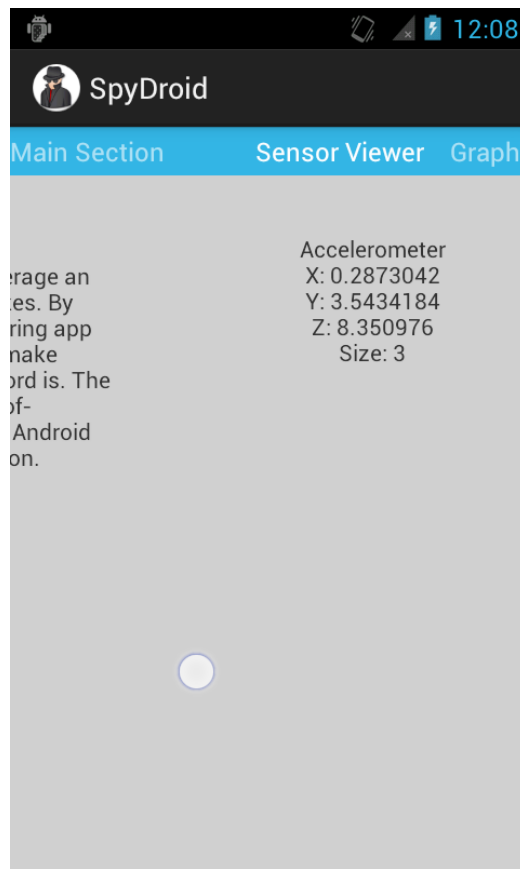 12:08
SpyDroid
Main Section Sensor Viewer Graph
erage an
tes. By
ring app
make
ord is. The
of-
Android
on.
Accelerometer
X: 0.2873042
Y: 3.5434184
Z: 8.350976
Size: 3